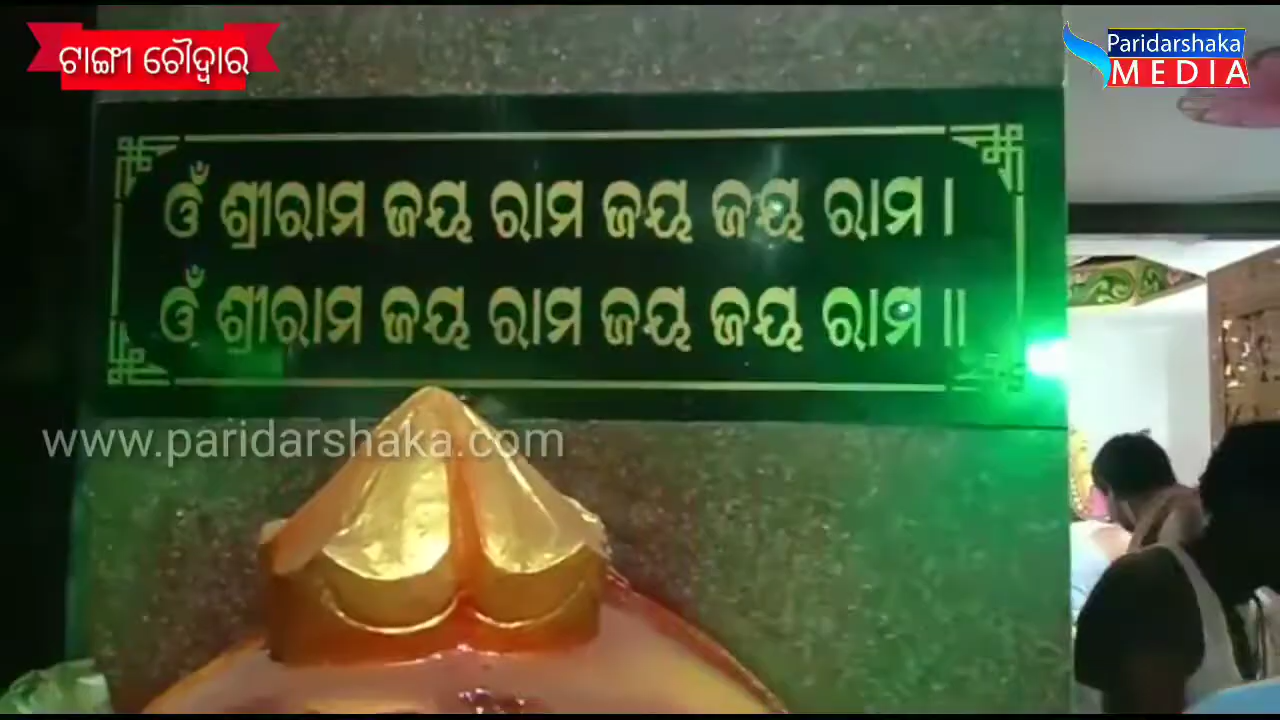 ଟାଙ୍ଗୀ ଚୌଦ୍ୱାର
Paridarshaka
MEDIA
ଓଁ ଶ୍ରୀରାମ ଜୟ ରାମ ଜୟ ଜୟ ରାମ ।
ଓଁ ଶ୍ରୀରାମ ଜୟ ରାମ ଜୟ ଜୟ ରାମ ॥
www.paridarshaka.com